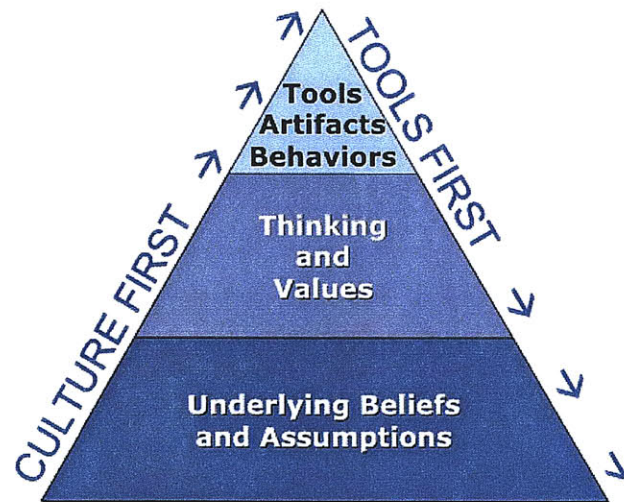 Tools
Artifacts
Behaviors
Thinking
and
Values
Underlying Beliefs
and Assumptions
CULTURE FIRST
TOOLS FIRST